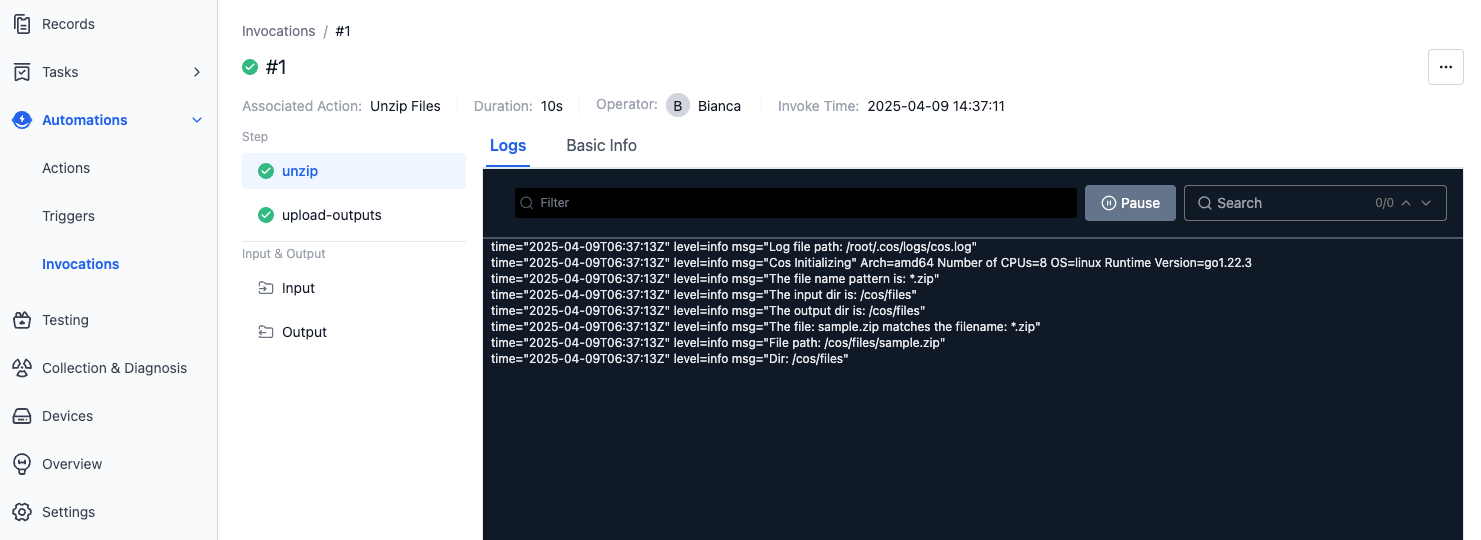 Records
Tasks
Automations
Actions
Triggers
Invocations
Testing
Collection & Diagnosis
Devices
Overview
Settings
Invocations / #1
#1
Associated Action: Unzip Files Duration: 10s Operator: B Bianca Invoke Time: 2025-04-09 14:37:11
Step
unzip
upload-outputs
Input & Output
Input
Output
Logs Basic Info
Filter Pause Search 0/0
time="2025-04-09T06:37:13Z" level=info msg="Log file path: /root/.cos/logs/cos.log"
time="2025-04-09T06:37:13Z" level=info msg="Cos Initializing" Arch=amd64 Number of CPUs=8 OS=linux Runtime Version=go1.22.3
time="2025-04-09T06:37:13Z" level=info msg="The file name pattern is: *.zip"
time="2025-04-09T06:37:13Z" level=info msg="The input dir is: /cos/files"
time="2025-04-09T06:37:13Z" level=info msg="The output dir is: /cos/files"
time="2025-04-09T06:37:13Z" level=info msg="The file: sample.zip matches the filename: *.zip"
time="2025-04-09T06:37:13Z" level=info msg="File path: /cos/files/sample.zip"
time="2025-04-09T06:37:13Z" level=info msg="Dir: /cos/files"